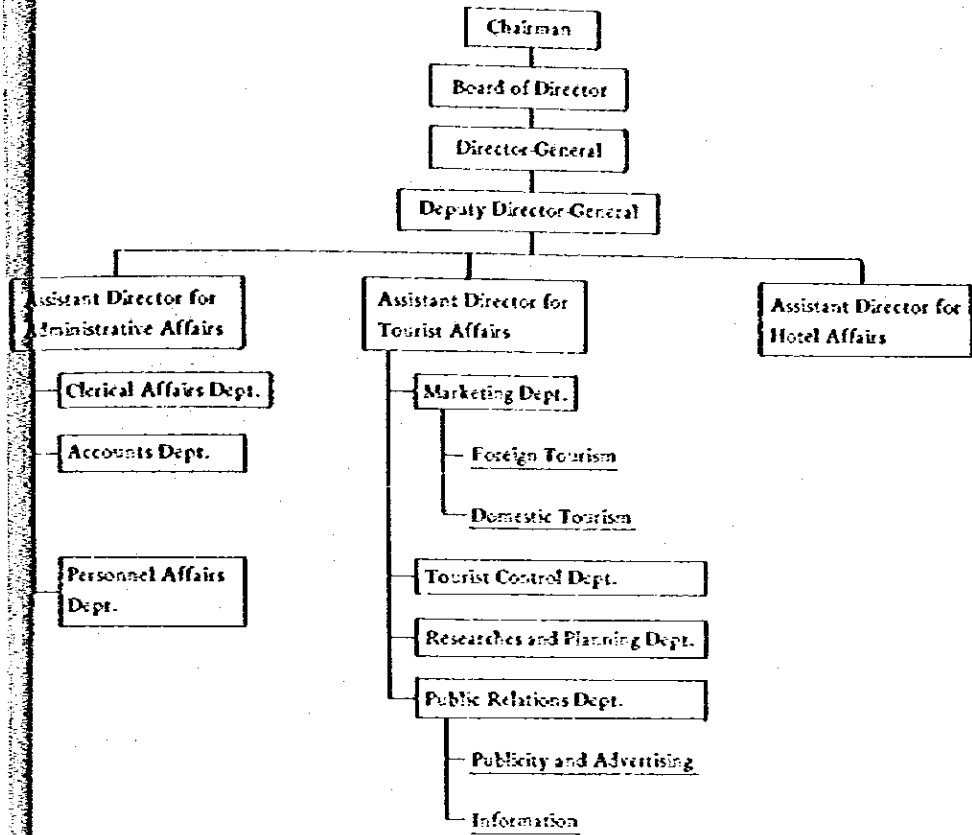 Chairman
Board of Director
Director-General
Deputy Director-General
Assistant Director for
Administrative Affairs
Clerical Affairs Dept.
Accounts Dept.
Personnel Affairs
Dept.
Assistant Director for
Tourist Affairs
Marketing Dept.
Foreign Tourism
Domestic Tourism
Tourist Control Dept.
Researches and Planning Dept.
Public Relations Dept.
Publicity and Advertising
Information
Assistant Director for
Hotel Affairs